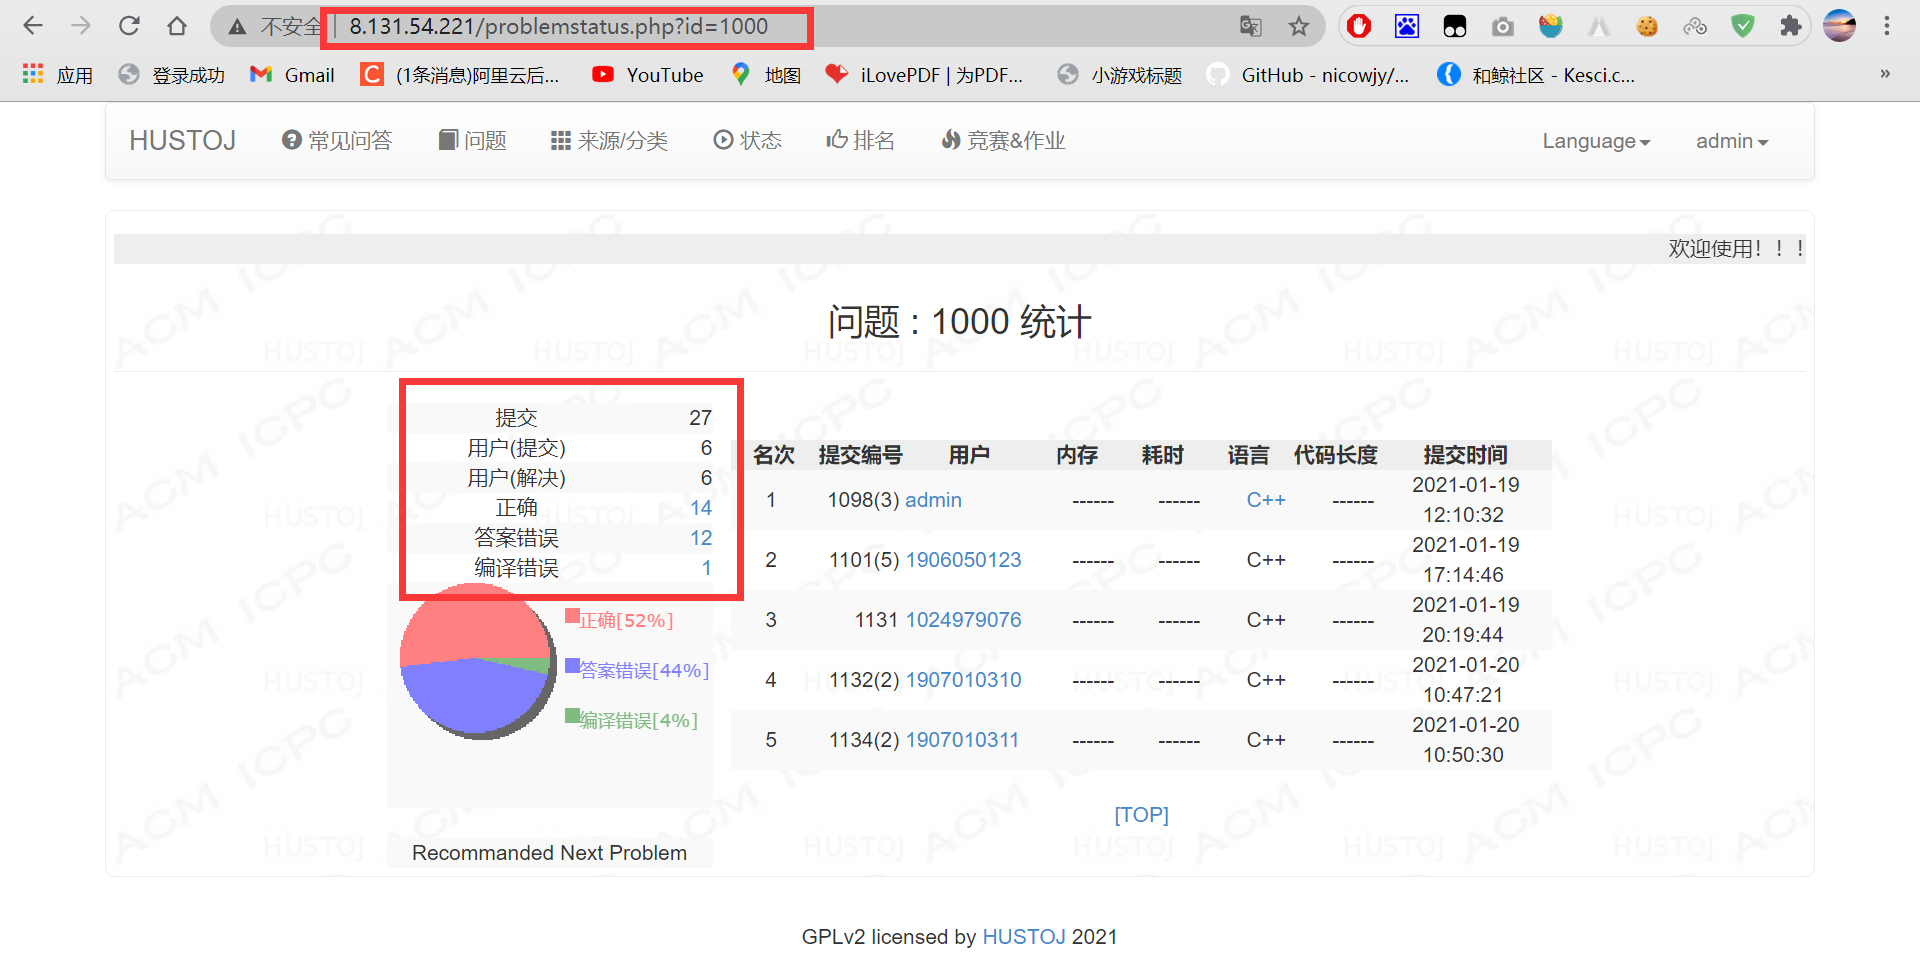 不安全 | 8.131.54.221/problemstatus.php?id=1000
应用 登录成功 Gmail (1条消息)阿里云后... YouTube 地图 iLovePDF | 为PDF... 小游戏标题 GitHub - nicowjy/... 和鲸社区 - Kesci.c... »
HUSTOJ 常见问答 问题 来源/分类 状态 排名 竞赛&作业 Language admin
欢迎使用！！！
问题 : 1000 统计
提交 27
用户(提交) 6
用户(解决) 6
正确 14
答案错误 12
编译错误 1
正确[52%]
答案错误[44%]
编译错误[4%]
Recommanded Next Problem
名次 提交编号 用户 内存 耗时 语言 代码长度 提交时间
1 1098(3) admin ------ ------ C++ ------ 2021-01-19
12:10:32
2 1101(5) 1906050123 ------ ------ C++ ------ 2021-01-19
17:14:46
3 1131 1024979076 ------ ------ C++ ------ 2021-01-19
20:19:44
4 1132(2) 1907010310 ------ ------ C++ ------ 2021-01-20
10:47:21
5 1134(2) 1907010311 ------ ------ C++ ------ 2021-01-20
10:50:30
[TOP]
GPLv2 licensed by HUSTOJ 2021
ACM ICPC
HUSTOJ